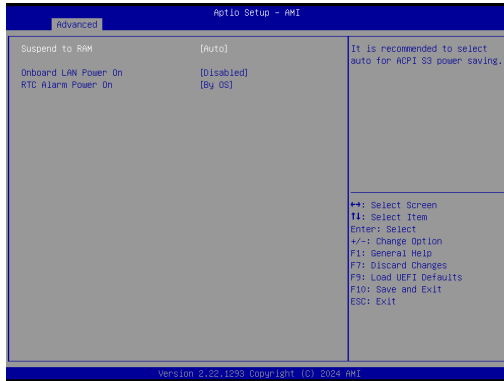 Aptio Setup - AMI
Advanced
Suspend to RAM [Auto]
Onboard LAN Power On [Disabled]
RTC Alarm Power On [By OS]
It is recommended to select
auto for ACPI S3 power saving.
↔: Select Screen
↑↓: Select Item
Enter: Select
+/-: Change Option
F1: General Help
F7: Discard Changes
F9: Load UEFI Defaults
F10: Save and Exit
ESC: Exit
Version 2.22.1293 Copyright (C) 2024 AMI